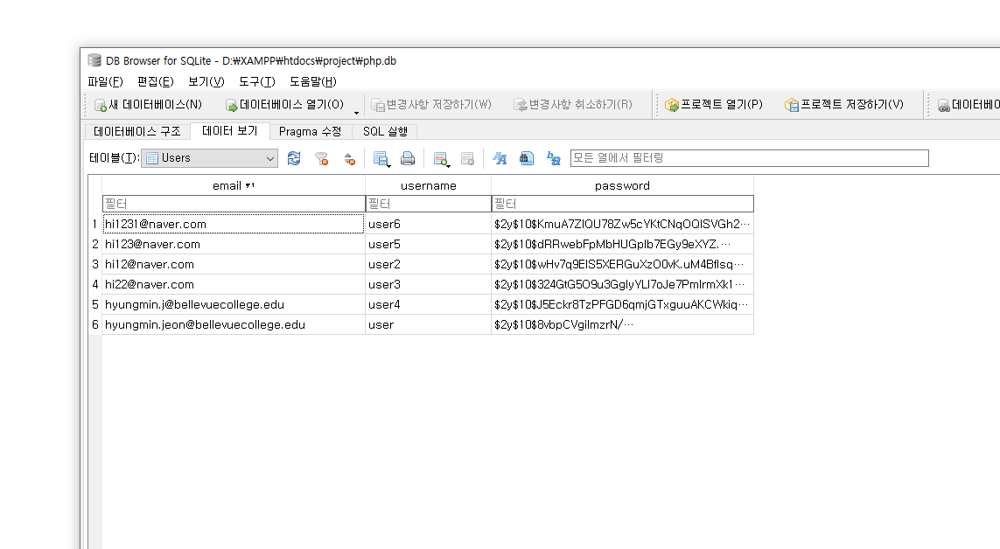 DB Browser for SQLite - D:₩XAMPP₩htdocs₩project₩php.db
파일(F) 편집(E) 보기(V) 도구(T) 도움말(H)
새 데이터베이스(N) 데이터베이스 열기(O) 변경사항 저장하기(W) 변경사항 취소하기(R) 프로젝트 열기(P) 프로젝트 저장하기(V) 데이터베이
데이터베이스 구조 데이터 보기 Pragma 수정 SQL 실행
테이블(T): Users 모든 열에서 필터링
email username password
필터 필터 필터
1 hi1231@naver.com user6 $2y$10$KmuA7ZIQU78Zw5cYKtCNqOQISVGh2…
2 hi123@naver.com user5 $2y$10$dRRwebFpMbHUGpIb7EGy9eXYZ.…
3 hi12@naver.com user2 $2y$10$wHv7q9EIS5XERGuXzO0vK.uM4BfIsq…
4 hi22@naver.com user3 $2y$10$324GtG5O9u3GgIyYLI7oJe7PmIrmXk1…
5 hyungmin.j@bellevuecollege.edu user4 $2y$10$J5Eckr8TzPFGD6qmjGTxguuAKCWkiq…
6 hyungmin.jeon@bellevuecollege.edu user $2y$10$8vbpCVgiImzrN/…